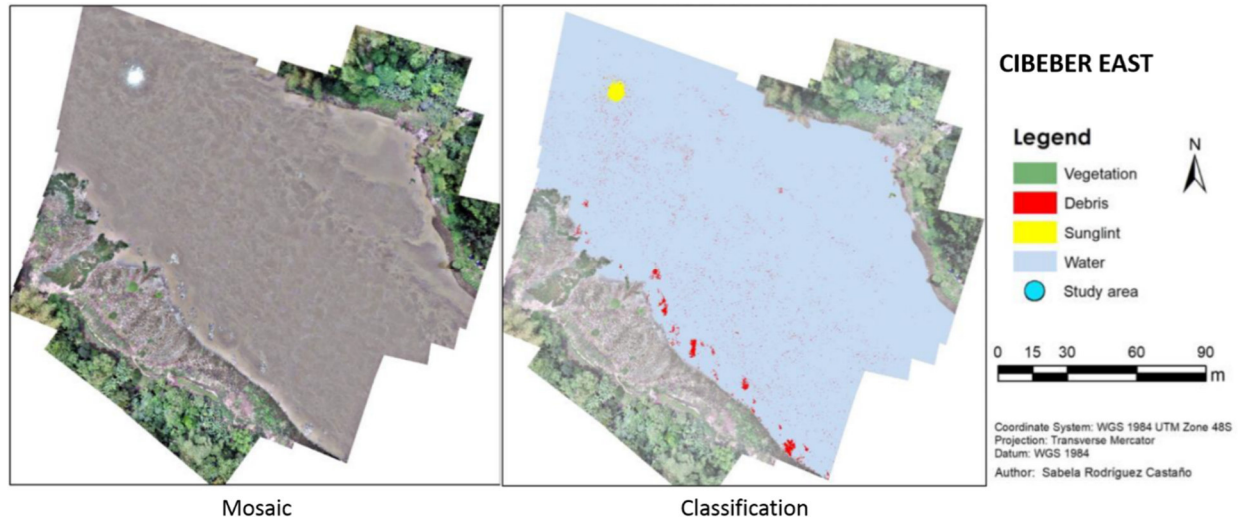 CIBEBER EAST
Legend
Vegetation
Debris
Sunglint
Water
Study area
N
0 15 30 60 90
m
Coordinate System: WGS 1984 UTM Zone 48S
Projection: Transverse Mercator
Datum: WGS 1984
Author: Sabela Rodríguez Castaño
Mosaic
Classification